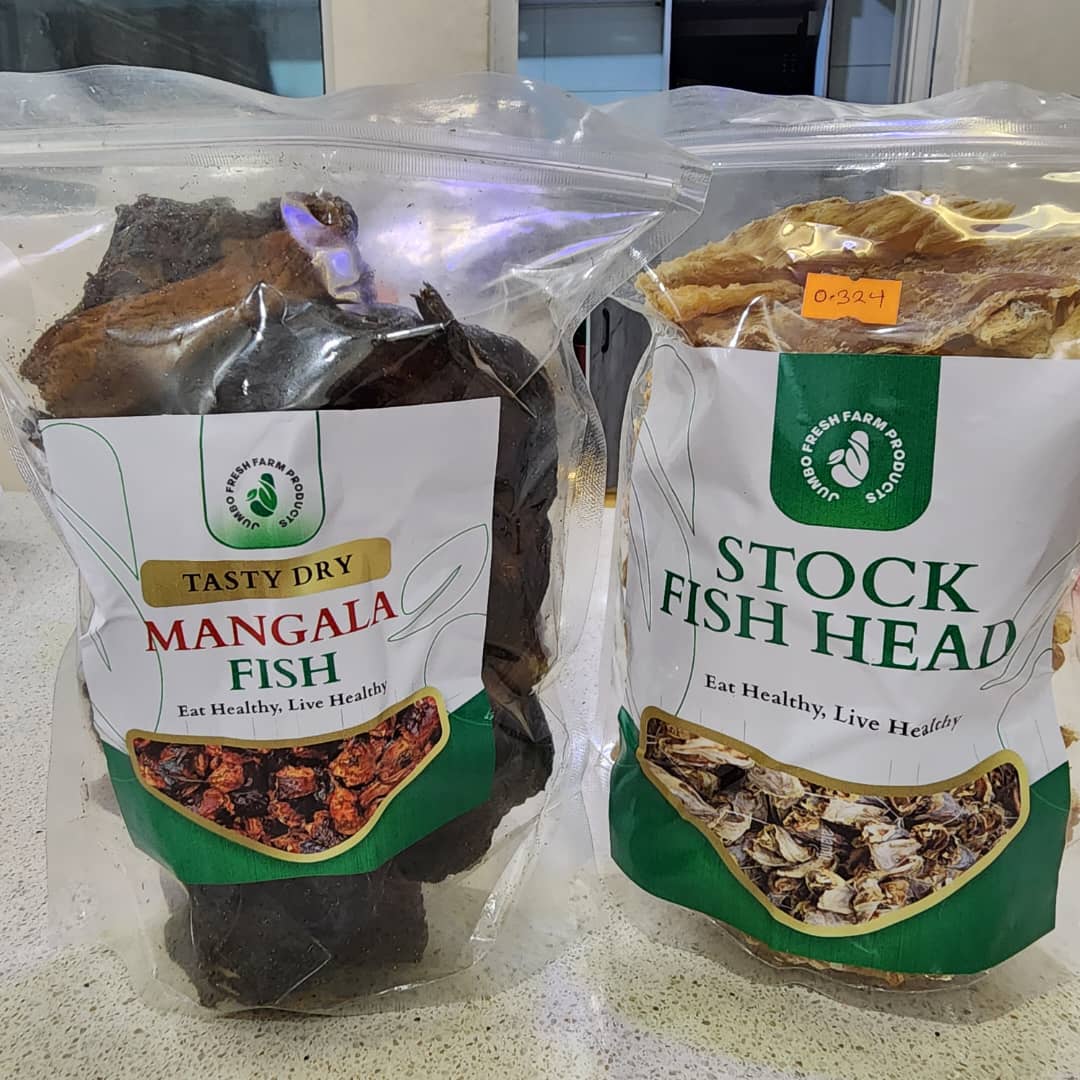 JUMBO FRESH FARM PRODUCTS
TASTY DRY
MANGALA
FISH
Eat Healthy, Live Healthy
0.324
JUMBO FRESH FARM PRODUCTS
STOCK
FISH HEAD
Eat Healthy, Live Healthy